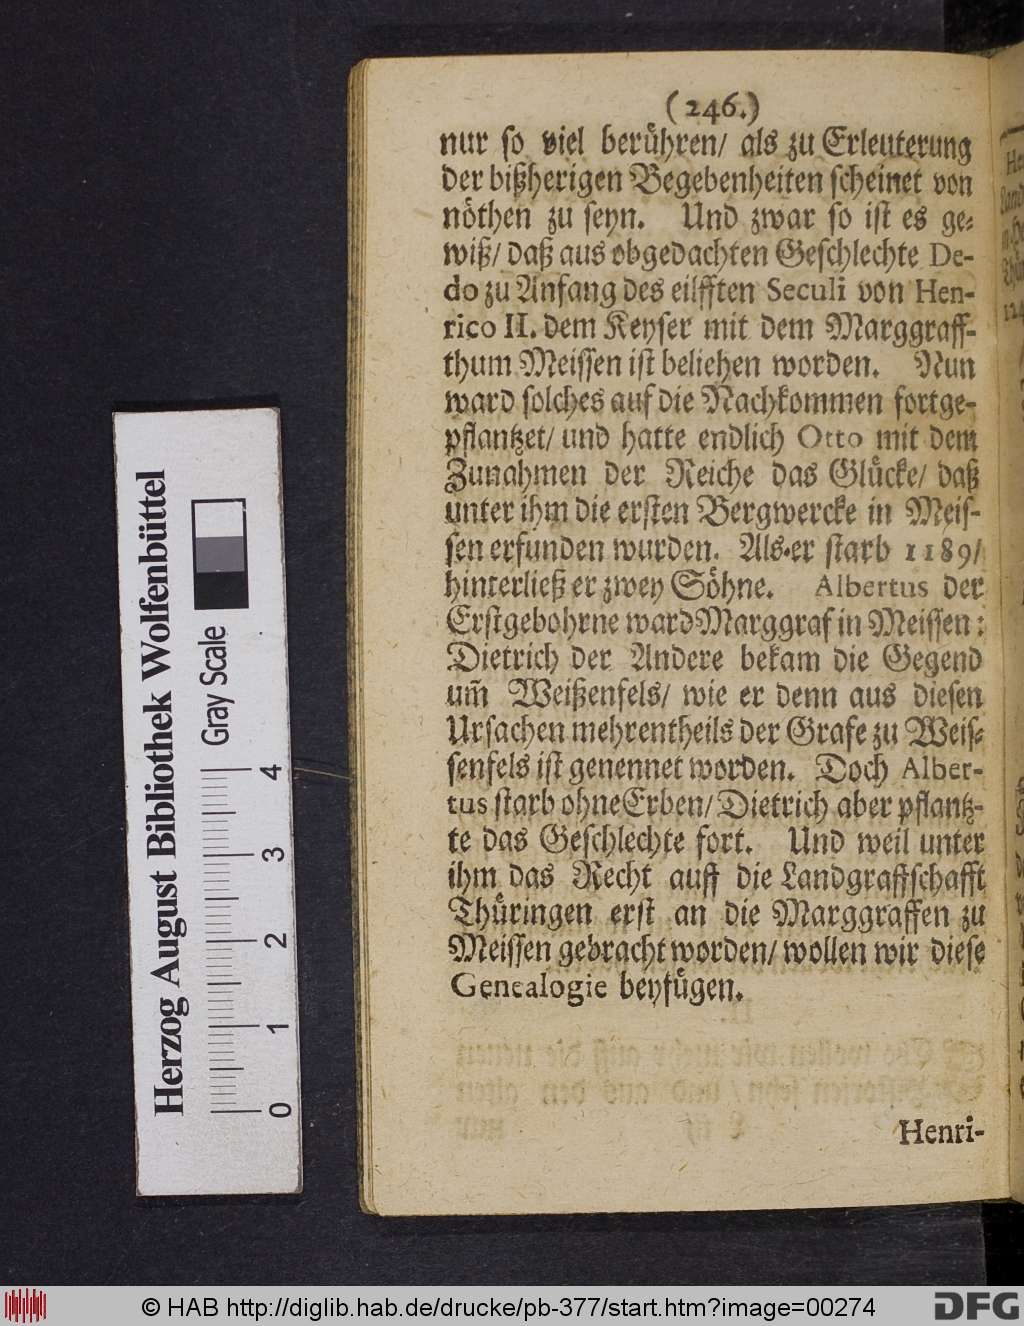 (246.)
nur ſo viel berühren/ als zu Erleuterung
der bißherigen Begebenheiten ſcheinet von
nöthen zu ſeyn. Und zwar ſo iſt es ge⸗
wiß/ daß aus obgedachten Geſchlechte De-
do zu Anfang des eilfften Seculi von Hen-
rico II. dem Keyſer mit dem Marggraff-
thum Meiſſen iſt beliehen worden. Nun
ward ſolches auf die Nachkommen fortge-
pflantzet/ und hatte endlich Otto mit dem
Zunahmen der Reiche das Glücke/ daß
unter ihm die erſten Bergwercke in Meiſ-
ſen erfunden wurden. Als er ſtarb 1189/
hinterließ er zwey Söhne. Albertus der
Erſtgebohrne ward Marggraf in Meiſſen:
Dietrich der Andere bekam die Gegend
um̃ Weißenfels/ wie er denn aus dieſen
Urſachen mehrentheils der Grafe zu Weiſ⸗
ſenfels iſt genennet worden. Doch Alber-
tus ſtarb ohne Erben/ Dietrich aber pflantz-
te das Geſchlechte fort. Und weil unter
ihm das Recht auff die Landgraffſchafft
Thüringen erſt an die Marggraffen zu
Meiſſen gebracht worden/ wollen wir dieſe
Genealogie beyfügen.
Henri-
Herzog August Bibliothek Wolfenbüttel
Gray Scale
0 1 2 3 4
© HAB http://diglib.hab.de/drucke/pb-377/start.htm?image=00274
DFG